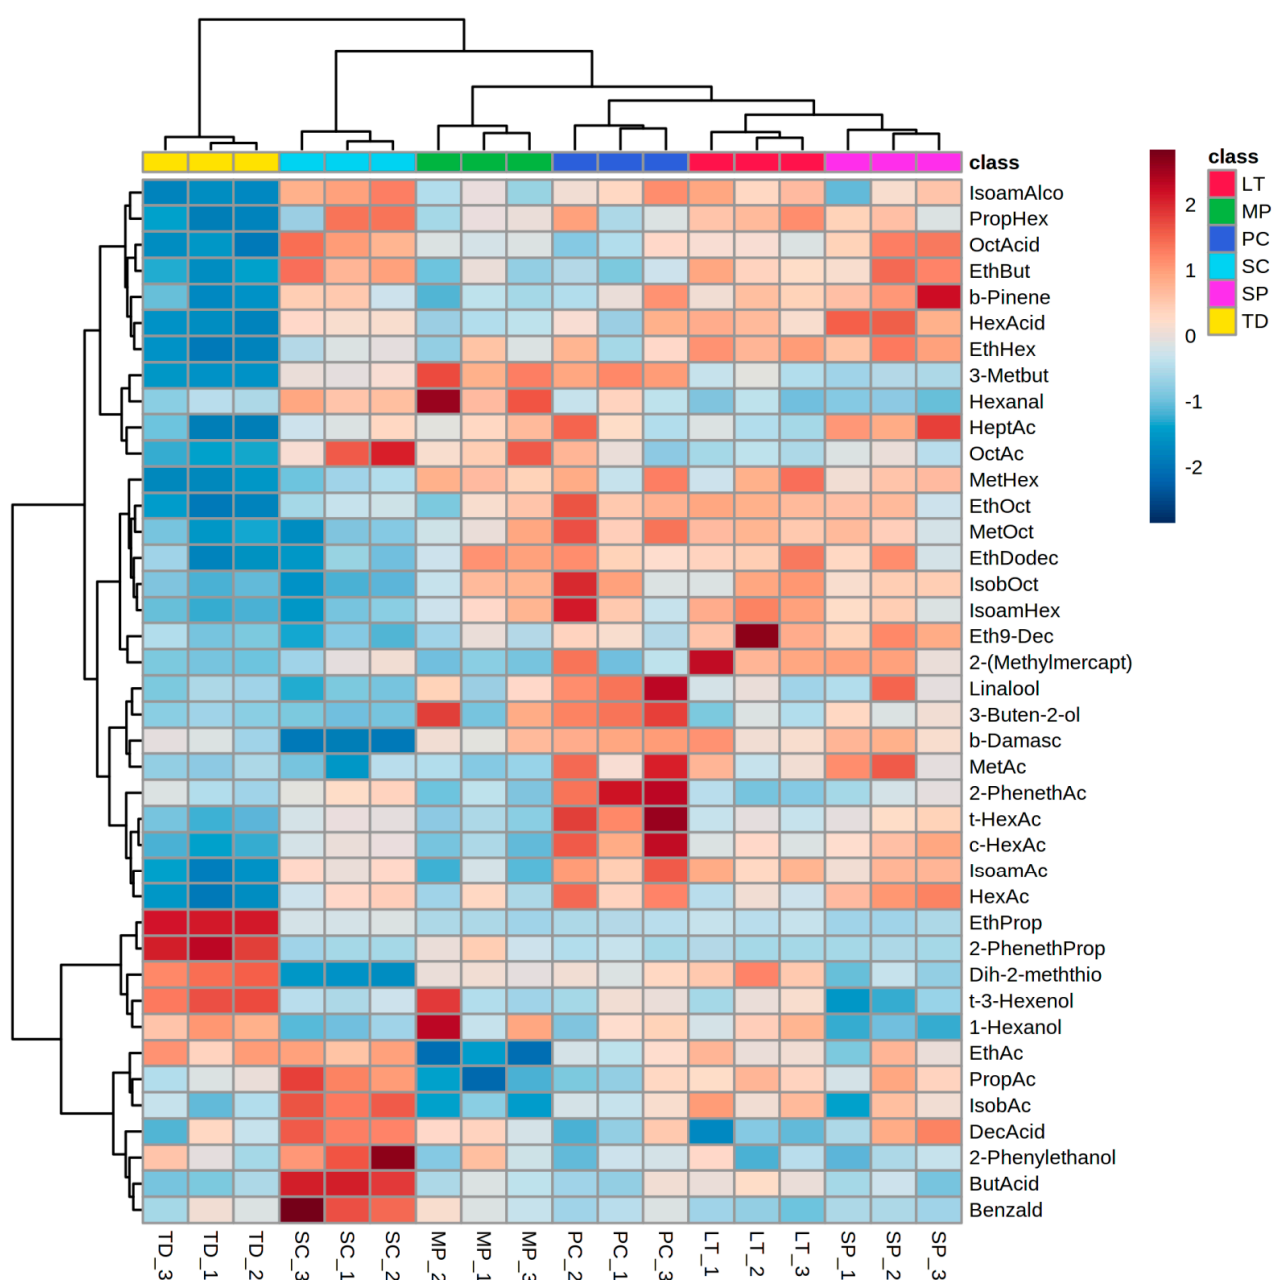 class
IsoamAlco
PropHex
OctAcid
EthBut
b-Pinene
HexAcid
EthHex
3-Metbut
Hexanal
HeptAc
OctAc
MetHex
EthOct
MetOct
EthDodec
IsobOct
IsoamHex
Eth9-Dec
2-(Methylmercapt)
Linalool
3-Buten-2-ol
b-Damasc
MetAc
2-PhenethAc
t-HexAc
c-HexAc
IsoamAc
HexAc
EthProp
2-PhenethProp
Dih-2-meththio
t-3-Hexenol
1-Hexanol
EthAc
PropAc
IsobAc
DecAcid
2-Phenylethanol
ButAcid
Benzald
TD_3
TD_1
TD_2
SC_3
SC_1
SC_2
MP_2
MP_1
MP_3
PC_2
PC_1
PC_3
LT_1
LT_2
LT_3
SP_1
SP_2
SP_3
2
1
0
-1
-2
class
LT
MP
PC
SC
SP
TD